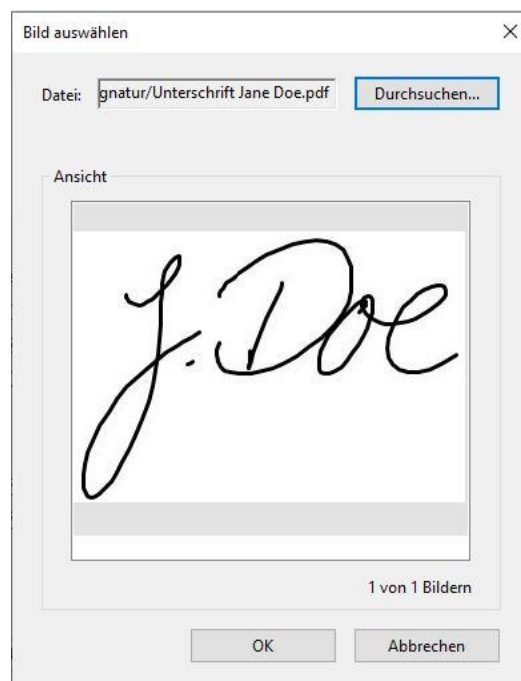 Bild auswählen
Datei: gnatur/Unterschrift Jane Doe.pdf Durchsuchen...
Ansicht
J. Doe
1 von 1 Bildern
OK Abbrechen